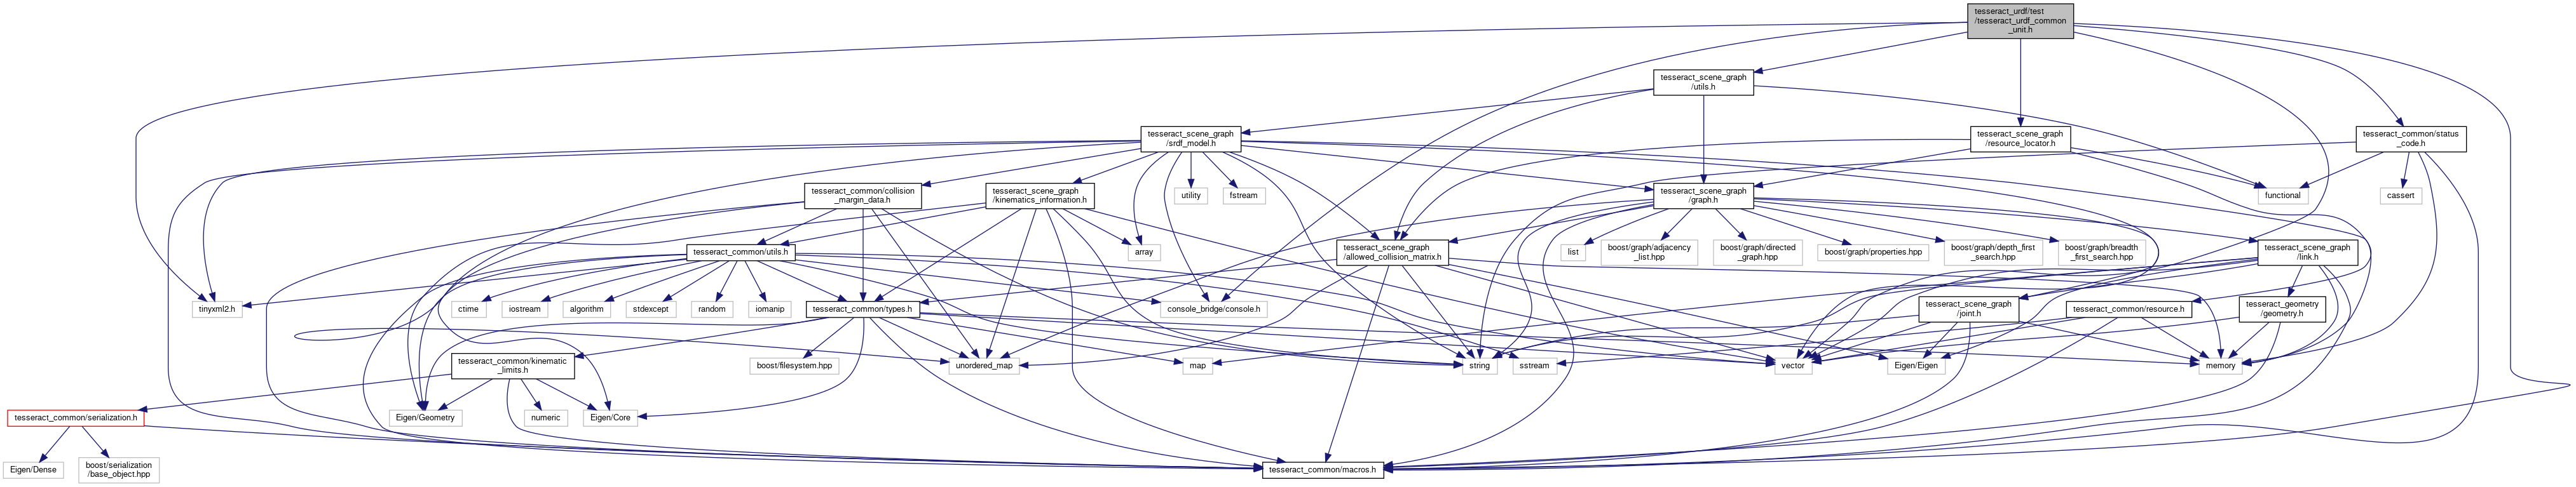 tesseract_urdf/test
/tesseract_urdf_common
_unit.h
tesseract_scene_graph
/utils.h
tesseract_scene_graph
/srdf_model.h
tesseract_scene_graph
/resource_locator.h
tesseract_common/status
_code.h
tesseract_common/collision
_margin_data.h
tesseract_scene_graph
/kinematics_information.h
utility
fstream
tesseract_scene_graph
/graph.h
functional
cassert
tesseract_common/utils.h
array
tesseract_scene_graph
/allowed_collision_matrix.h
list
boost/graph/adjacency
_list.hpp
boost/graph/directed
_graph.hpp
boost/graph/properties.hpp
boost/graph/depth_first
_search.hpp
boost/graph/breadth
_first_search.hpp
tesseract_scene_graph
/link.h
tinyxml2.h
ctime
iostream
algorithm
stdexcept
random
iomanip
tesseract_common/types.h
console_bridge/console.h
tesseract_scene_graph
/joint.h
tesseract_common/resource.h
tesseract_geometry
/geometry.h
tesseract_common/kinematic
_limits.h
boost/filesystem.hpp
unordered_map
map
string
sstream
vector
Eigen/Eigen
memory
tesseract_common/serialization.h
Eigen/Geometry
numeric
Eigen/Core
Eigen/Dense
boost/serialization
/base_object.hpp
tesseract_common/macros.h